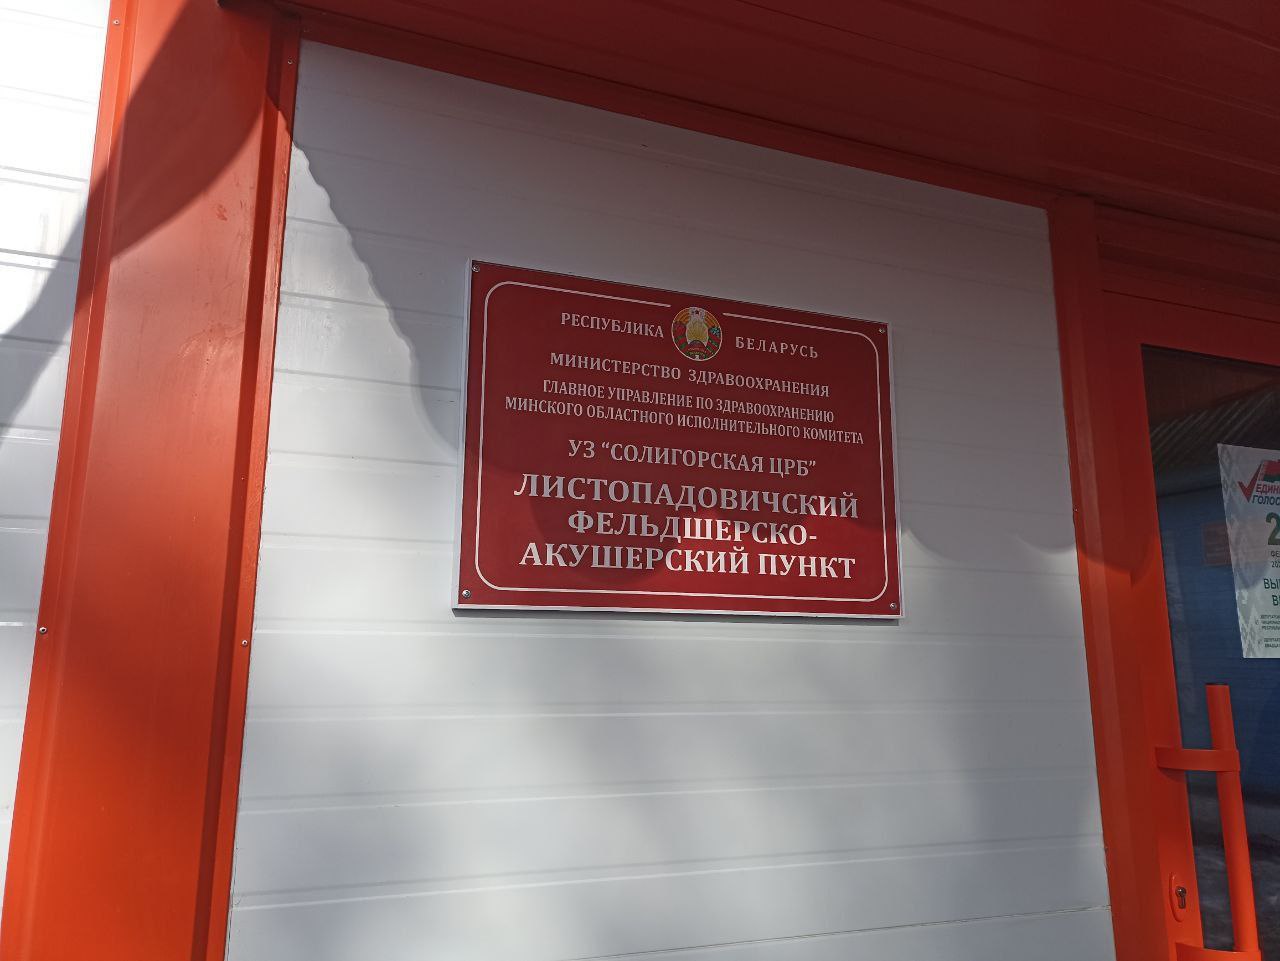 РЕСПУБЛИКА БЕЛАРУСЬ
МИНИСТЕРСТВО ЗДРАВООХРАНЕНИЯ
ГЛАВНОЕ УПРАВЛЕНИЕ ПО ЗДРАВООХРАНЕНИЮ
МИНСКОГО ОБЛАСТНОГО ИСПОЛНИТЕЛЬНОГО КОМИТЕТА
УЗ "СОЛИГОРСКАЯ ЦРБ"
ЛИСТОПАДОВИЧСКИЙ
ФЕЛЬДШЕРСКО-
АКУШЕРСКИЙ ПУНКТ